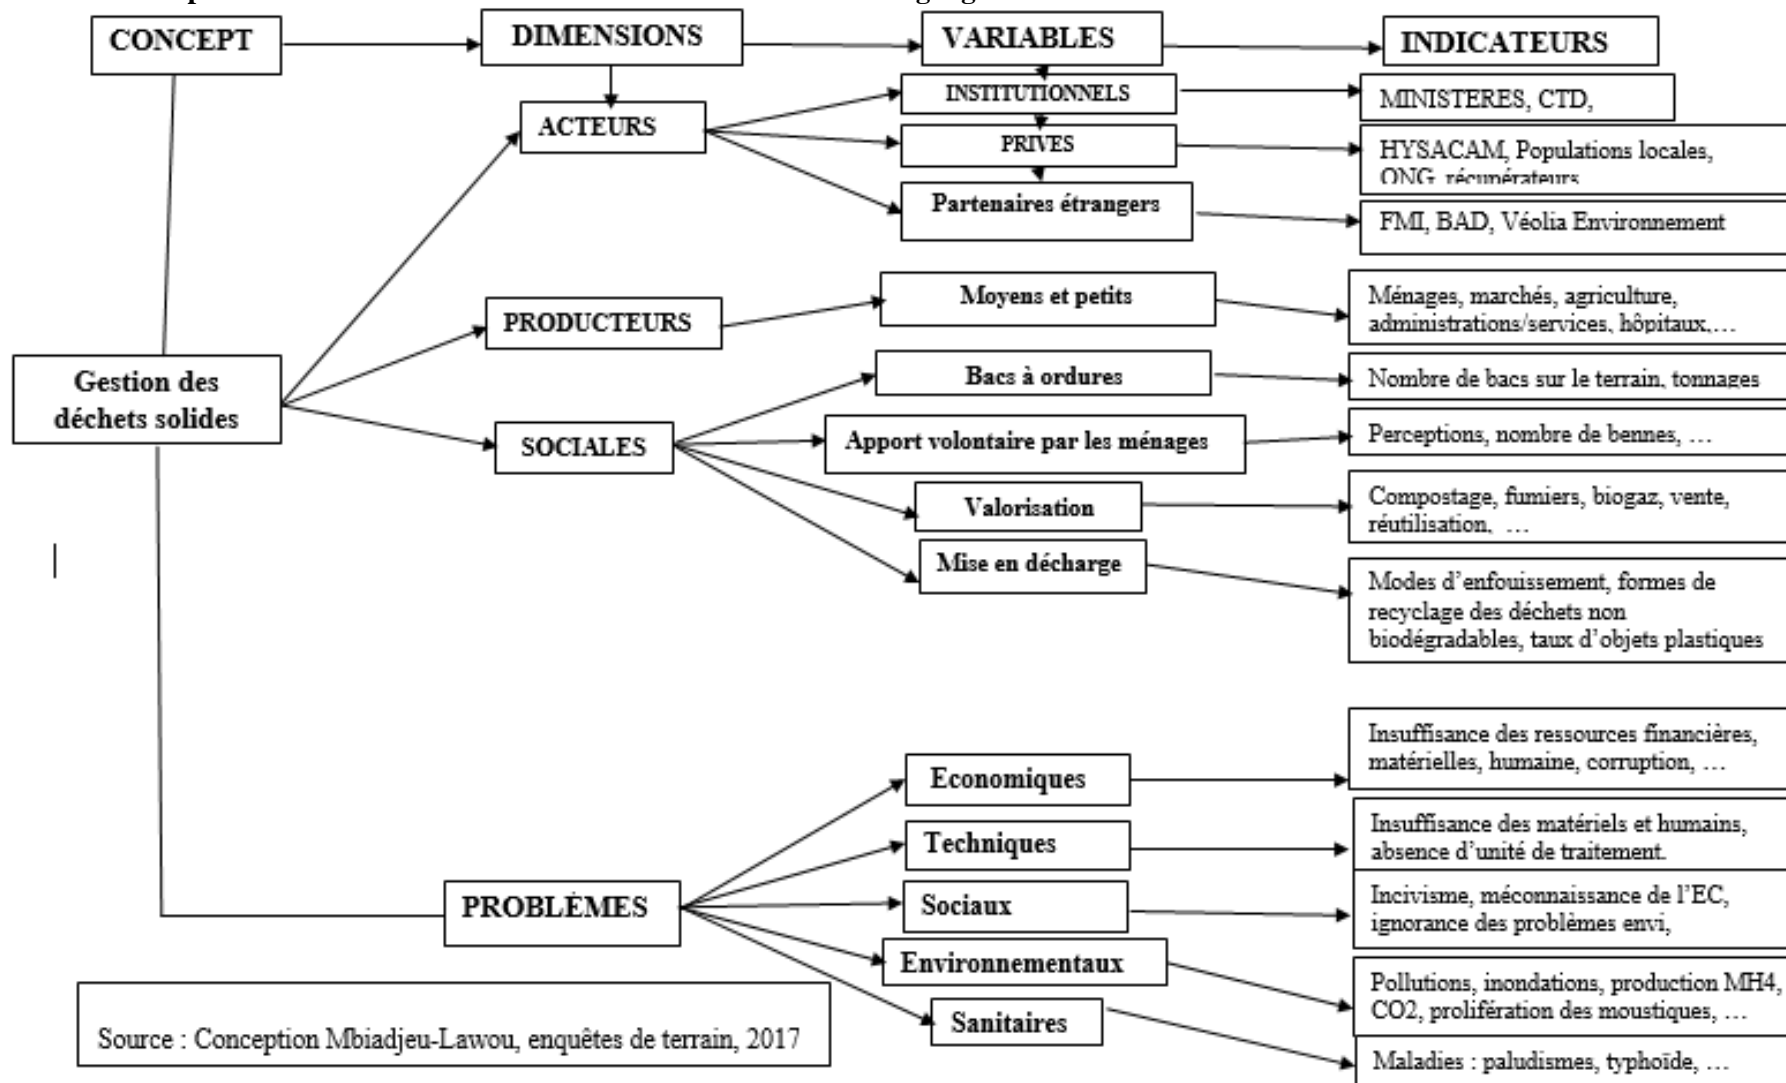 CONCEPT
DIMENSIONS
VARIABLES
INDICATEURS
ACTEURS
INSTITUTIONNELS
MINISTERES, CTD,
PRIVES
HYSACAM, Populations locales,
ONG, récupérateurs
Partenaires étrangers
FMI, BAD, Véolia Environnement
PRODUCTEURS
Moyens et petits
Ménages, marchés, agriculture,
administrations/services, hôpitaux,…
Gestion des
déchets solides
SOCIALES
Bacs à ordures
Nombre de bacs sur le terrain, tonnages
Apport volontaire par les ménages
Perceptions, nombre de bennes, …
Valorisation
Compostage, fumiers, biogaz, vente,
réutilisation, …
Mise en décharge
Modes d’enfouissement, formes de
recyclage des déchets non
biodégradables, taux d’objets plastiques
PROBLÈMES
Economiques
Insuffisance des ressources financières,
matérielles, humaine, corruption, …
Techniques
Insuffisance des matériels et humains,
absence d’unité de traitement.
Sociaux
Incivisme, méconnaissance de l’EC,
ignorance des problèmes envi,
Environnementaux
Pollutions, inondations, production MH4,
CO2, prolifération des moustiques, …
Sanitaires
Maladies : paludismes, typhoïde, …
Source : Conception Mbiadjeu-Lawou, enquêtes de terrain, 2017